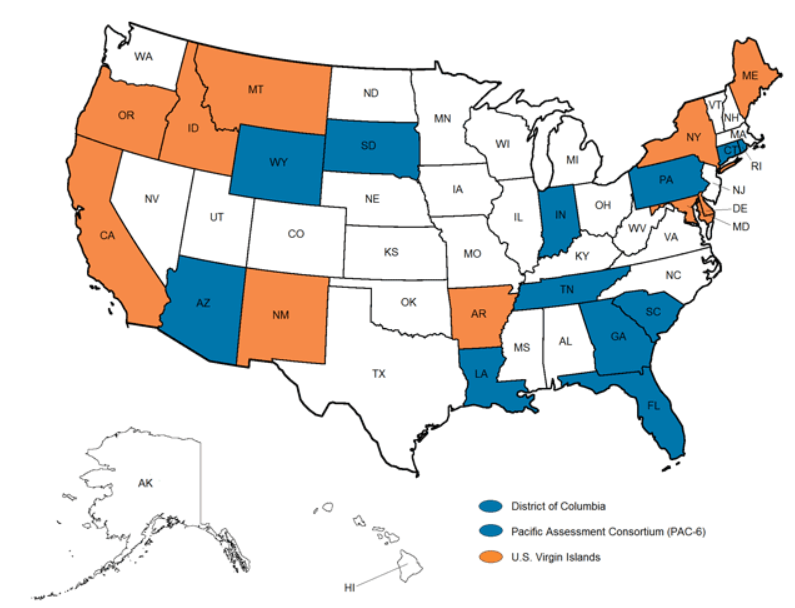 WA
MT
ND
MN
ME
VT
NH
OR
ID
SD
WI
MI
NY
MA
CT
RI
WY
IA
PA
NJ
NV
UT
NE
IL
IN
OH
DE
MD
CO
WV
VA
CA
KS
MO
KY
NC
AZ
NM
OK
AR
TN
SC
MS
AL
GA
TX
LA
FL
AK
HI
District of Columbia
Pacific Assessment Consortium (PAC-6)
U.S. Virgin Islands